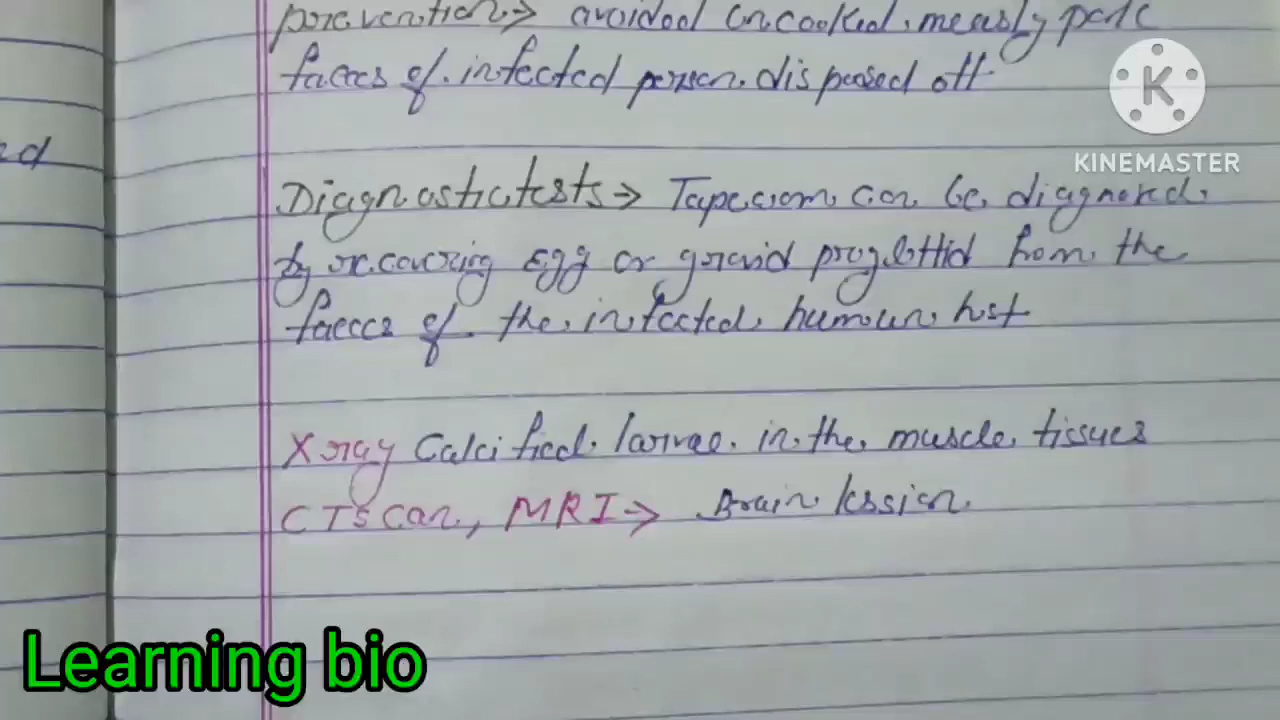 prevention → avoided uncooked measly pork
faeces of infected person disposed off
ed
K
KINEMASTER
Diagnostic tests → Tapeworm can be diagnosed
by recovering Egg or gravid proglottid from the
faeces of the infected human host
X ray Calcified larvae in the muscle tissues
CT Scan, MRI → Brain lession
Learning bio